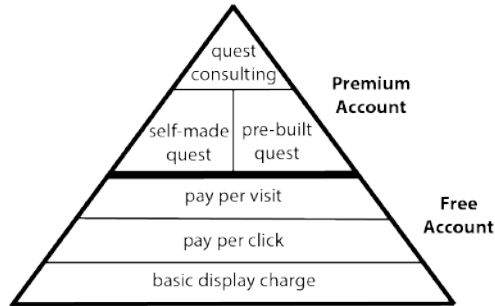 quest
consulting
Premium
Account
self-made
quest
pre-built
quest
pay per visit
Free
Account
pay per click
basic display charge